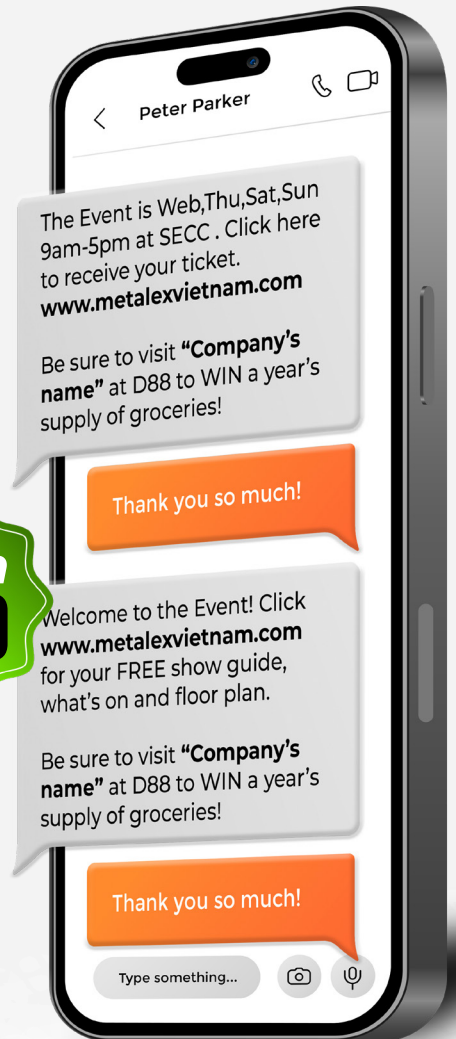 Peter Parker
The Event is Web,Thu,Sat,Sun
9am-5pm at SECC . Click here
to receive your ticket.
www.metalexvietnam.com
Be sure to visit “Company’s
name” at D88 to WIN a year’s
supply of groceries!
Thank you so much!
Welcome to the Event! Click
www.metalexvietnam.com
for your FREE show guide,
what’s on and floor plan.
Be sure to visit “Company’s
name” at D88 to WIN a year’s
supply of groceries!
Thank you so much!
Type something...